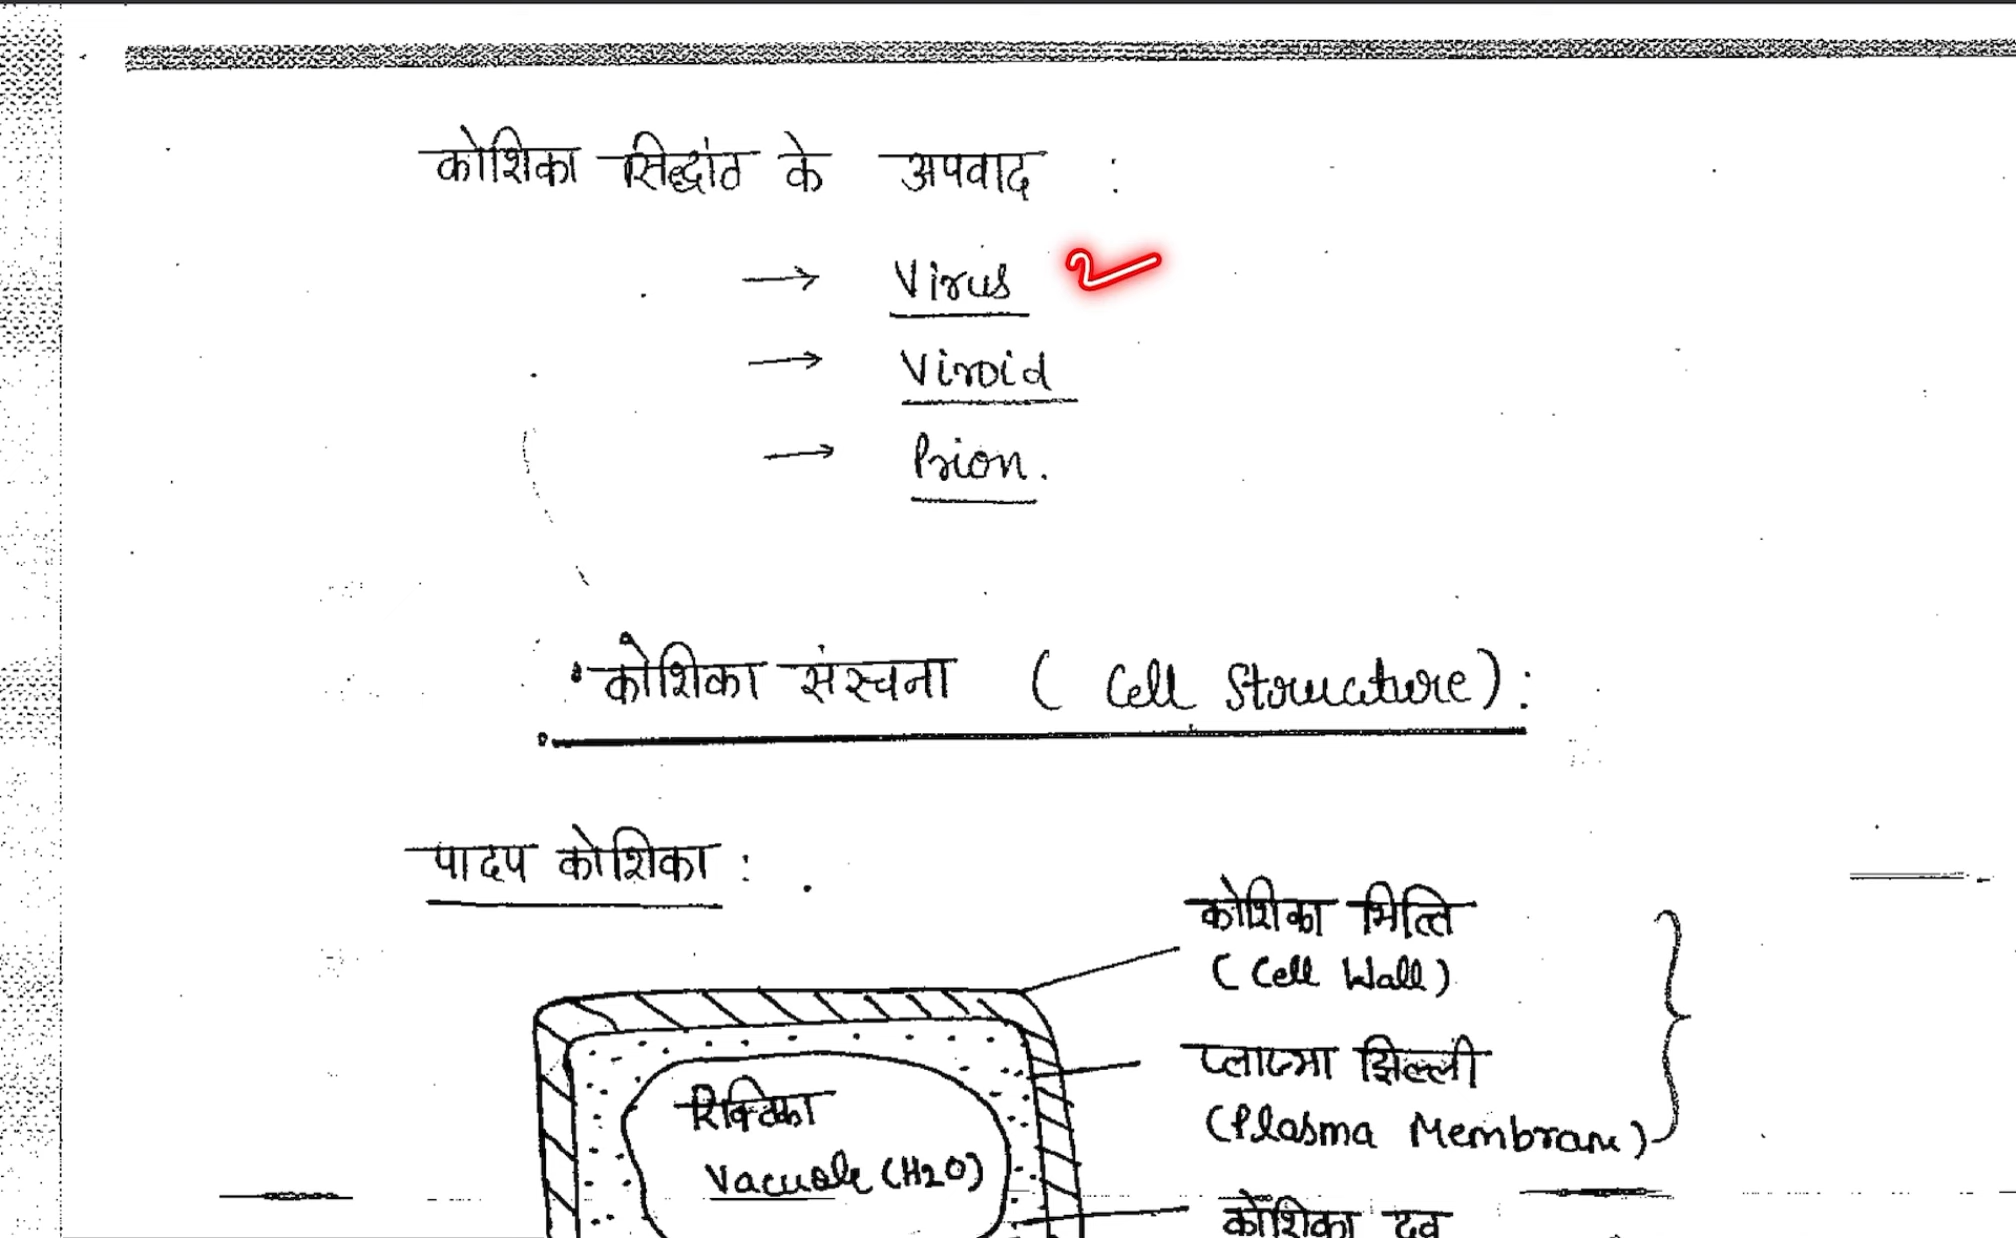 कोशिका सिद्धांत के अपवाद :
→ Virus
→ Viroid
→ Prion.
कोशिका संरचना ( Cell Structure ) :
पादप कोशिका :
कोशिका भित्ति
( Cell Wall )
प्लाज्मा झिल्ली
( Plasma Membrane )
रिक्तिका
Vacuole (H2O)
कोशिका द्रव